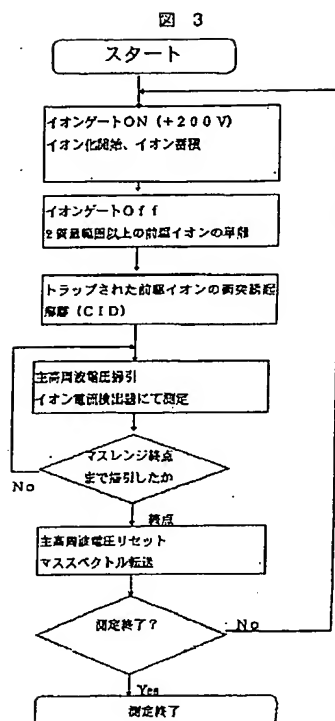 図 3
スタート
イオンゲートON(+200V)
イオン化開始、イオン蓄積
イオンゲートOff
2質量範囲以上の前駆イオンの単離
トラップされた前駆イオンの衝突誘起
解離(CID)
主高周波電圧掃引
イオン電流検出器にて測定
マスレンジ終点
まで掃引したか
No
終点
主高周波電圧リセット
マススペクトル転送
測定終了?
No
Yes
測定終了